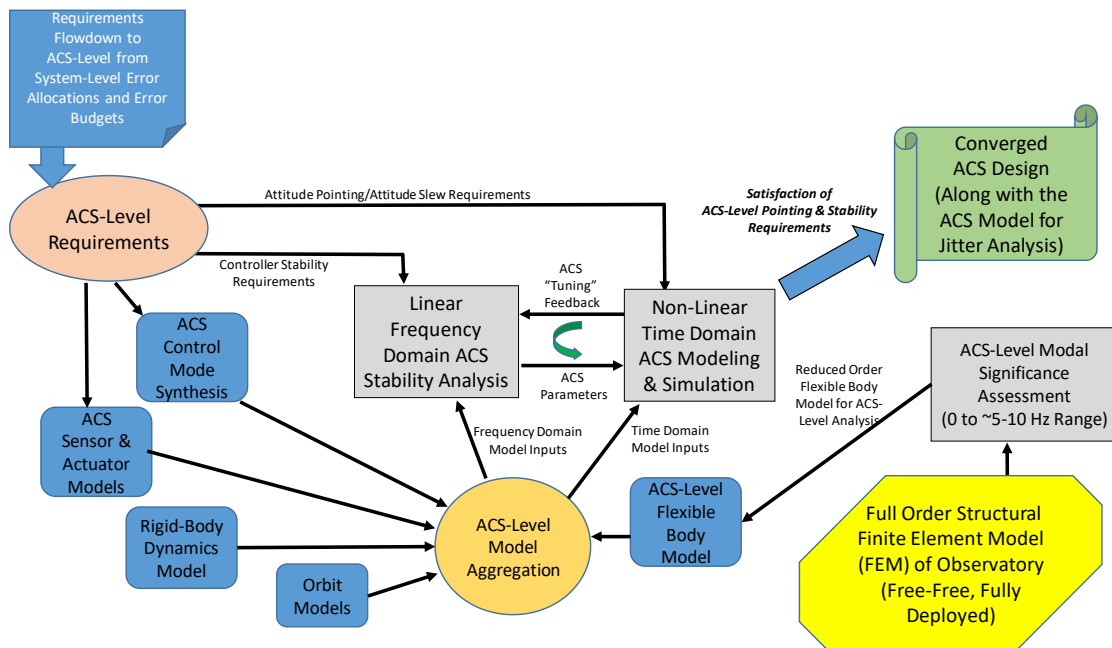 Requirements
Flowdown to
ACS-Level from
System-Level Error
Allocations and Error
Budgets
ACS-Level
Requirements
Attitude Pointing/Attitude Slew Requirements
Controller Stability
Requirements
ACS
"Tuning"
Feedback
Satisfaction of
ACS-Level Pointing & Stability
Requirements
Converged
ACS Design
(Along with the
ACS Model for
Jitter Analysis)
Linear
Frequency
Domain ACS
Stability Analysis
ACS
Parameters
Non-Linear
Time Domain
ACS Modeling
& Simulation
ACS
Control
Mode
Synthesis
ACS
Sensor &
Actuator
Models
Rigid-Body
Dynamics
Model
Orbit
Models
Frequency Domain
Model Inputs
Time Domain
Model Inputs
ACS-Level
Model
Aggregation
ACS-Level
Flexible
Body
Model
Reduced Order
Flexible Body
Model for ACS-
Level Analysis
ACS-Level Modal
Significance
Assessment
(0 to ~5-10 Hz Range)
Full Order Structural
Finite Element Model
(FEM) of Observatory
(Free-Free, Fully
Deployed)